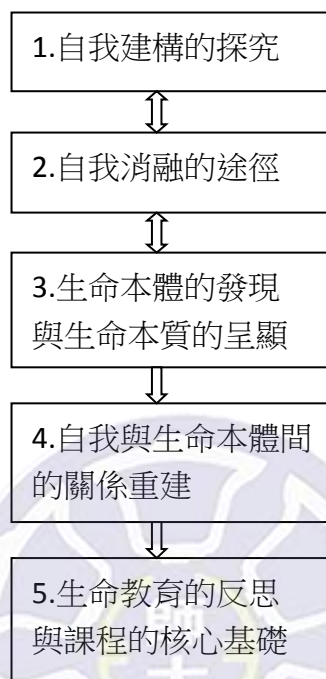 1.自我建構的探究
2.自我消融的途徑
3.生命本體的發現
與生命本質的呈顯
4.自我與生命本體間
的關係重建
5.生命教育的反思
與課程的核心基礎